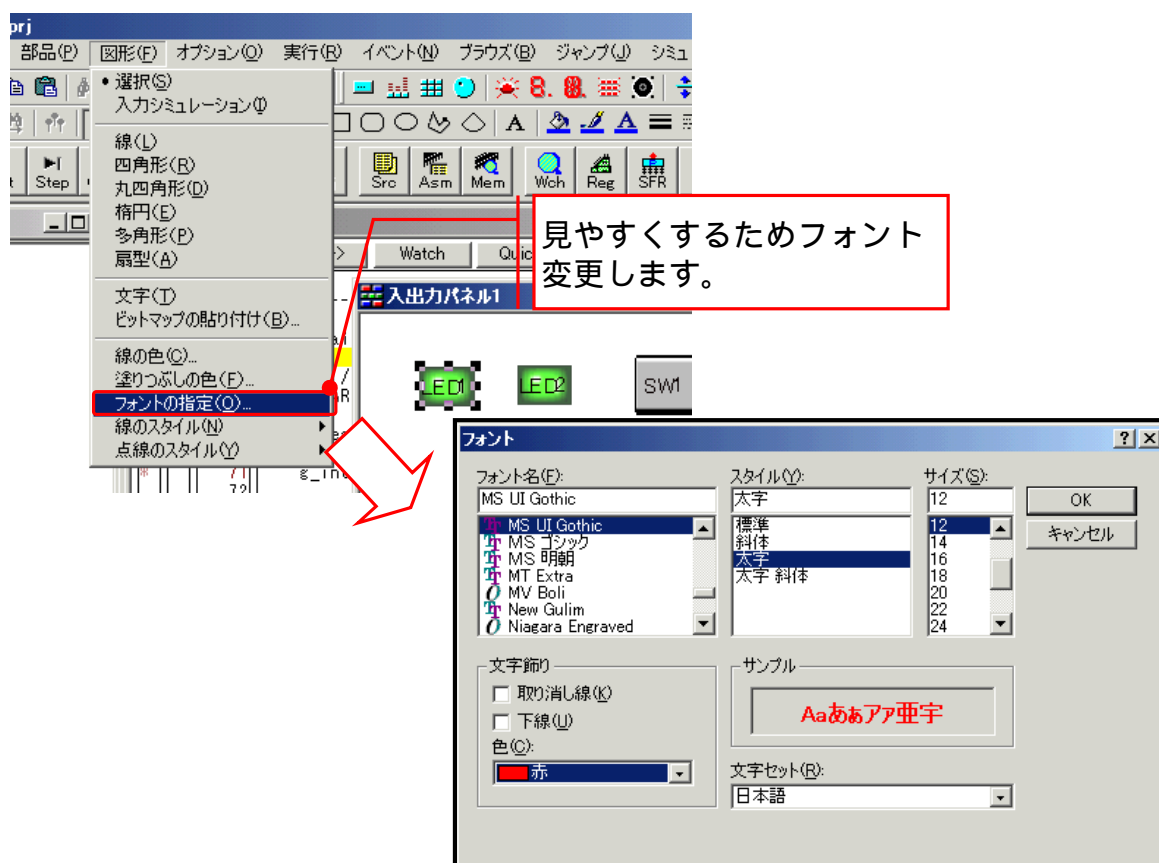 prj
部品(P) 図形(F) オプション(O) 実行(R) イベント(N) ブラウズ(B) ジャンプ(J) シミュ
選択(S)
入力シミュレーション(I)
線(L)
四角形(R)
丸四角形(D)
楕円(E)
多角形(P)
扇型(A)
文字(T)
ビットマップの貼り付け(B)...
線の色(C)...
塗りつぶしの色(F)...
フォントの指定(O)...
線のスタイル(N)
点線のスタイル(Y)
Step Src Asm Mem Wch Reg SFR
見やすくするためフォント
変更します。
Watch Quic
入出力パネル1
LED1 LED2 SW1
71
72
フォント
フォント名(F): スタイル(Y): サイズ(S):
MS UI Gothic 太字 12 OK
キャンセル
MS UI Gothic
MS ゴシック
MS 明朝
MT Extra
MV Boli
New Gulim
Niagara Engraved
標準
斜体
太字
太字 斜体
12
14
16
18
20
22
24
文字飾り
取り消し線(K)
下線(U)
色(C):
赤
サンプル
Aaあぁアァ亜宇
文字セット(R):
日本語